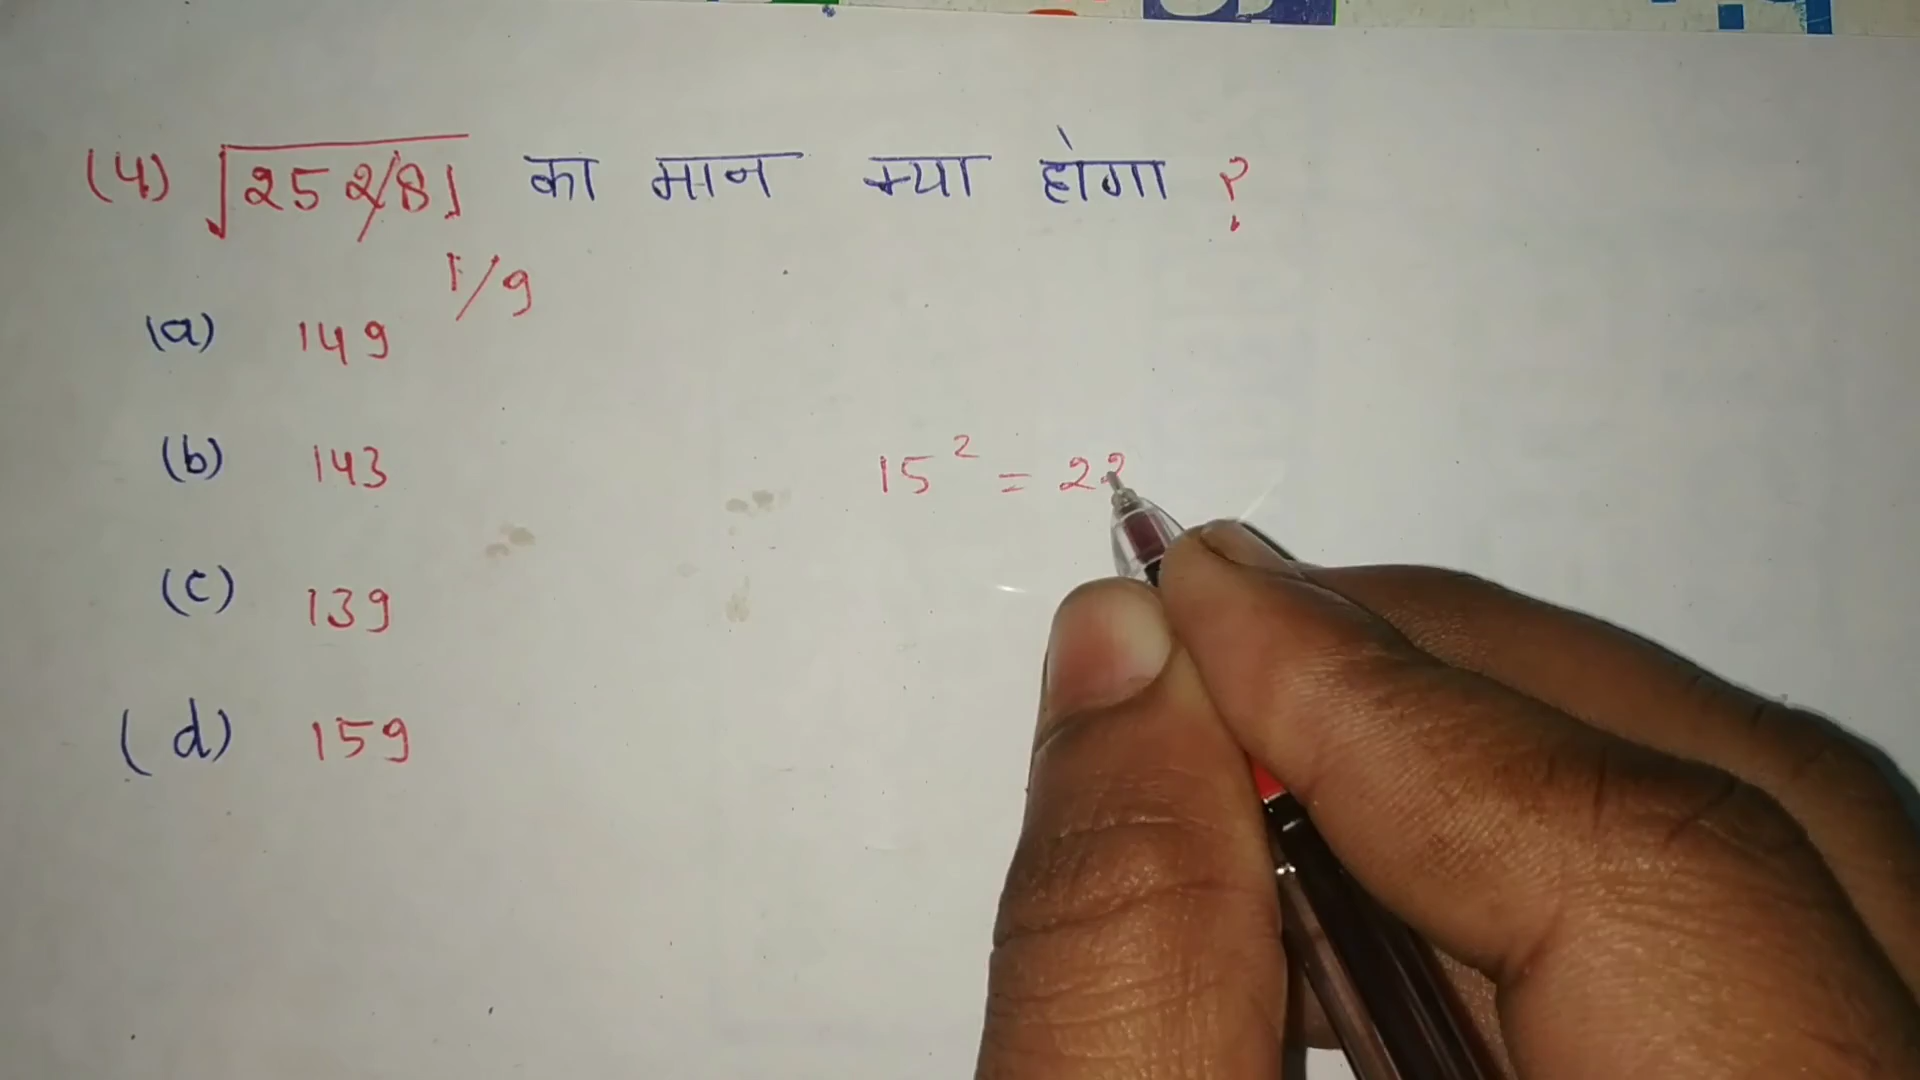 (4) √25281 का मान क्या होगा ?
1/9
(a) 149
(b) 143
15² = 22
(c) 139
(d) 159